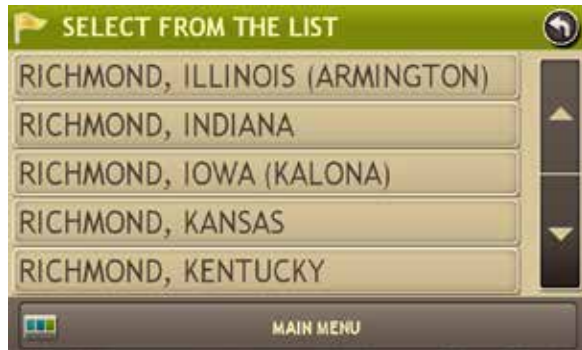 SELECT FROM THE LIST
RICHMOND, ILLINOIS (ARMINGTON)
RICHMOND, INDIANA
RICHMOND, IOWA (KALONA)
RICHMOND, KANSAS
RICHMOND, KENTUCKY
MAIN MENU